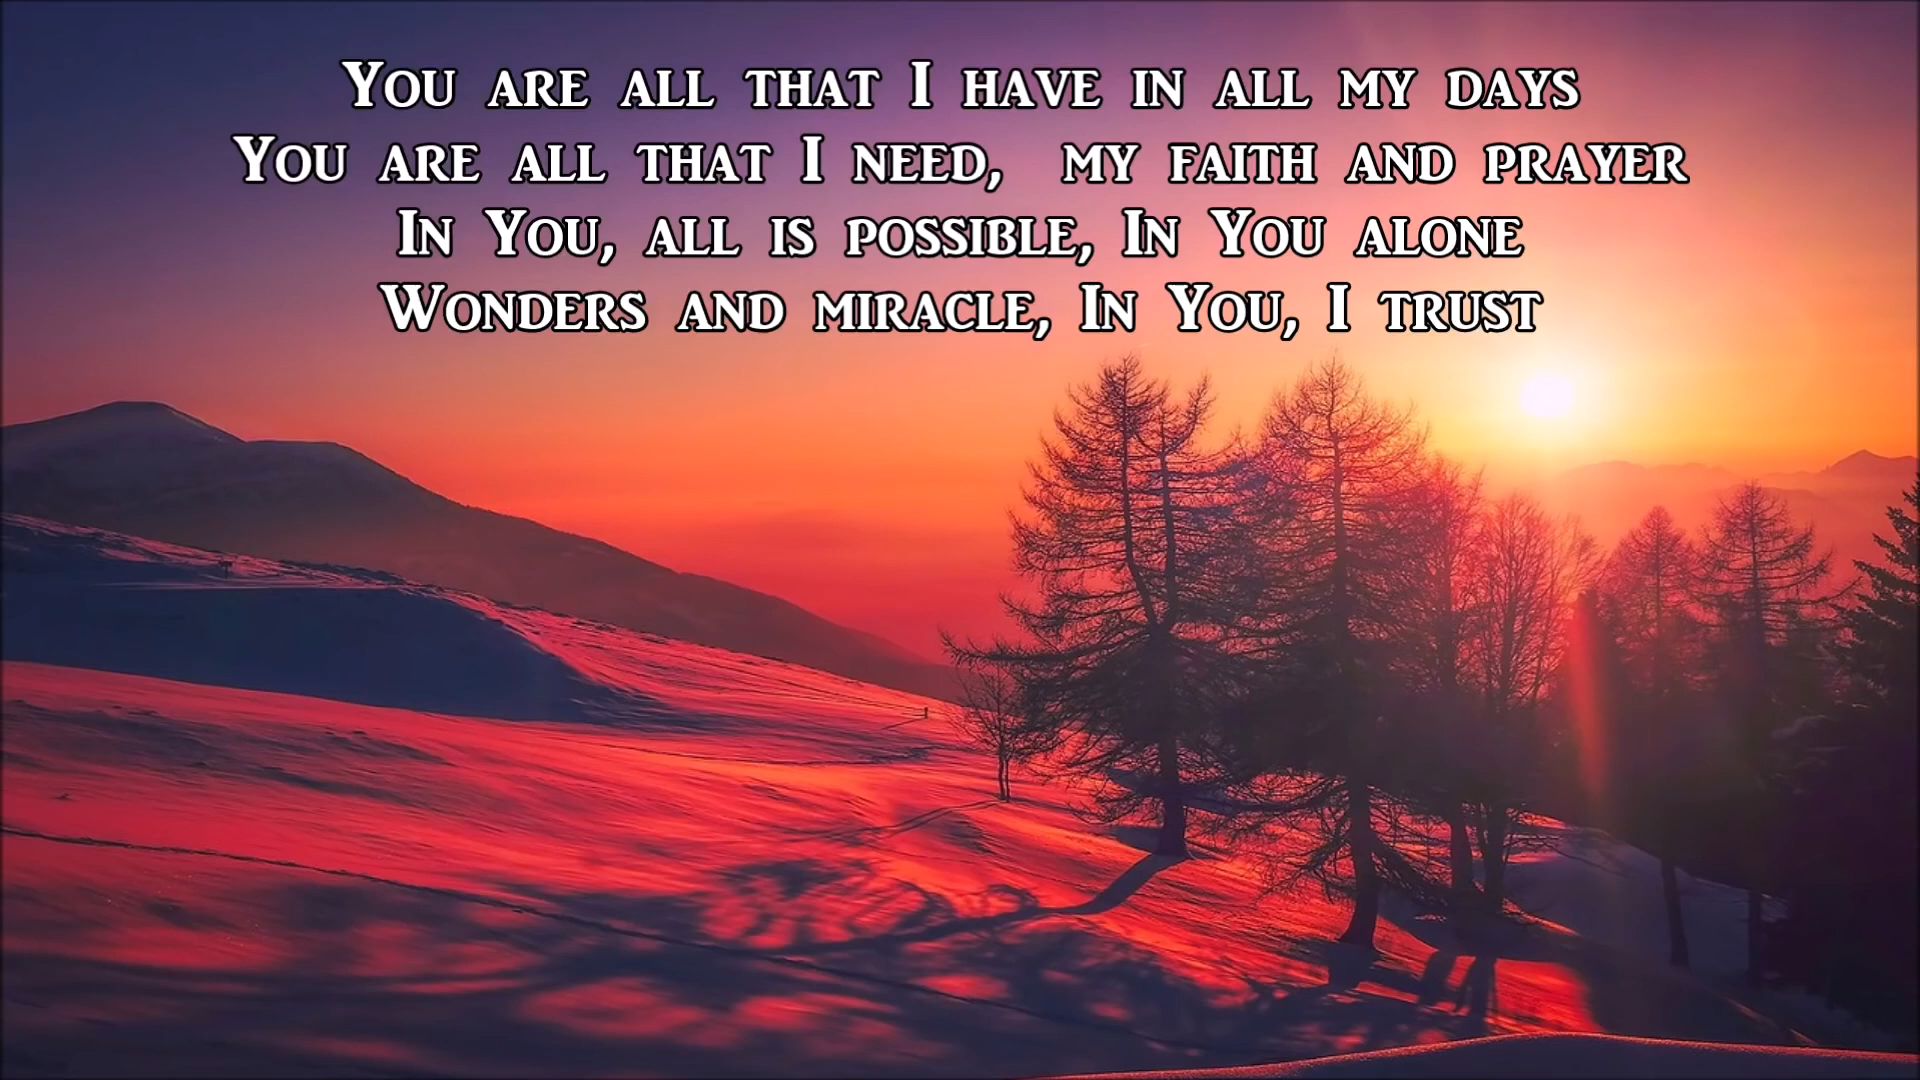 You are all that I have in all my days
You are all that I need, my faith and prayer
In You, all is possible, In You alone
Wonders and miracle, In You, I trust